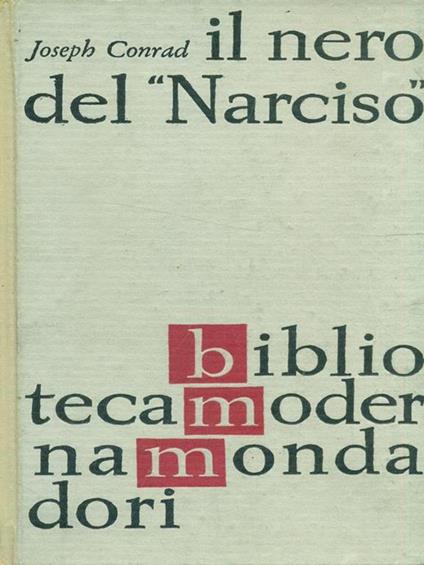 Joseph Conrad il nero
del "Narciso"
biblio
tecamoder
namonda
dori